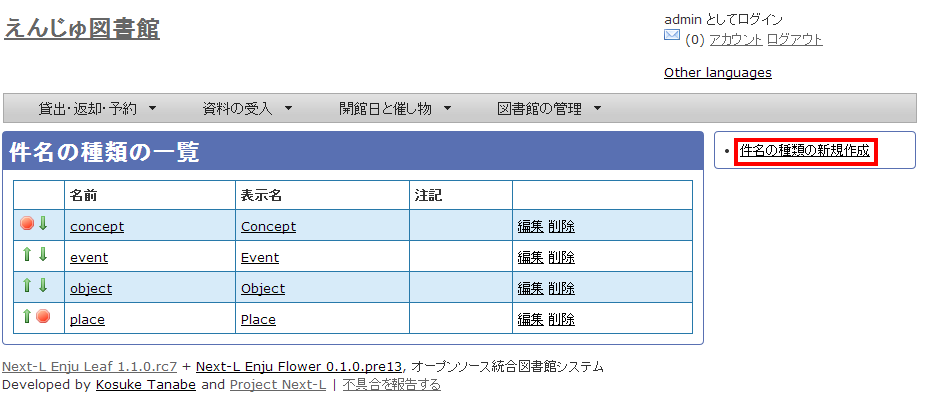 えんじゅ図書館
admin としてログイン
(0) アカウント ログアウト
Other languages
貸出・返却・予約 資料の受入 開館日と催し物 図書館の管理
件名の種類の一覧
件名の種類の新規作成
名前 表示名 注記
concept Concept 編集 削除
event Event 編集 削除
object Object 編集 削除
place Place 編集 削除
Next-L Enju Leaf 1.1.0.rc7 + Next-L Enju Flower 0.1.0.pre13, オープンソース統合図書館システム
Developed by Kosuke Tanabe and Project Next-L | 不具合を報告する